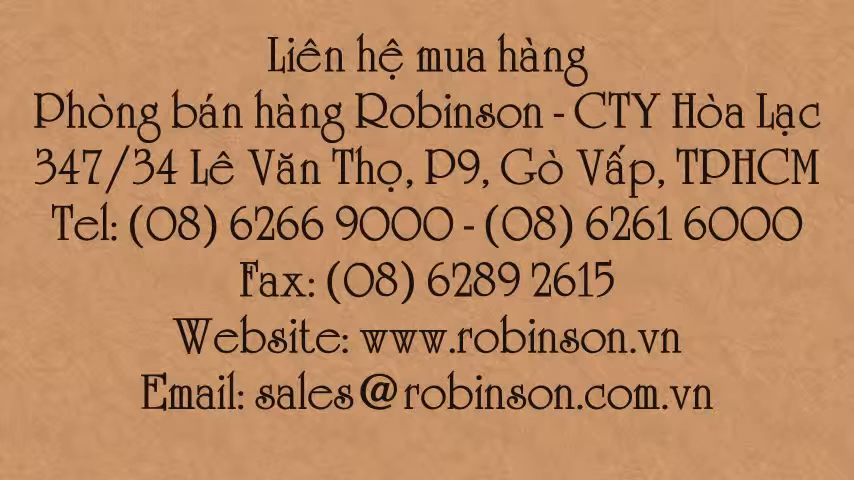 Liên hệ mua hàng
Phòng bán hàng Robinson - CTY Hòa Lạc
347/34 Lê Văn Thọ, P9, Gò Vấp, TPHCM
Tel: (08) 6266 9000 - (08) 6261 6000
Fax: (08) 6289 2615
Website: www.robinson.vn
Email: sales@robinson.com.vn